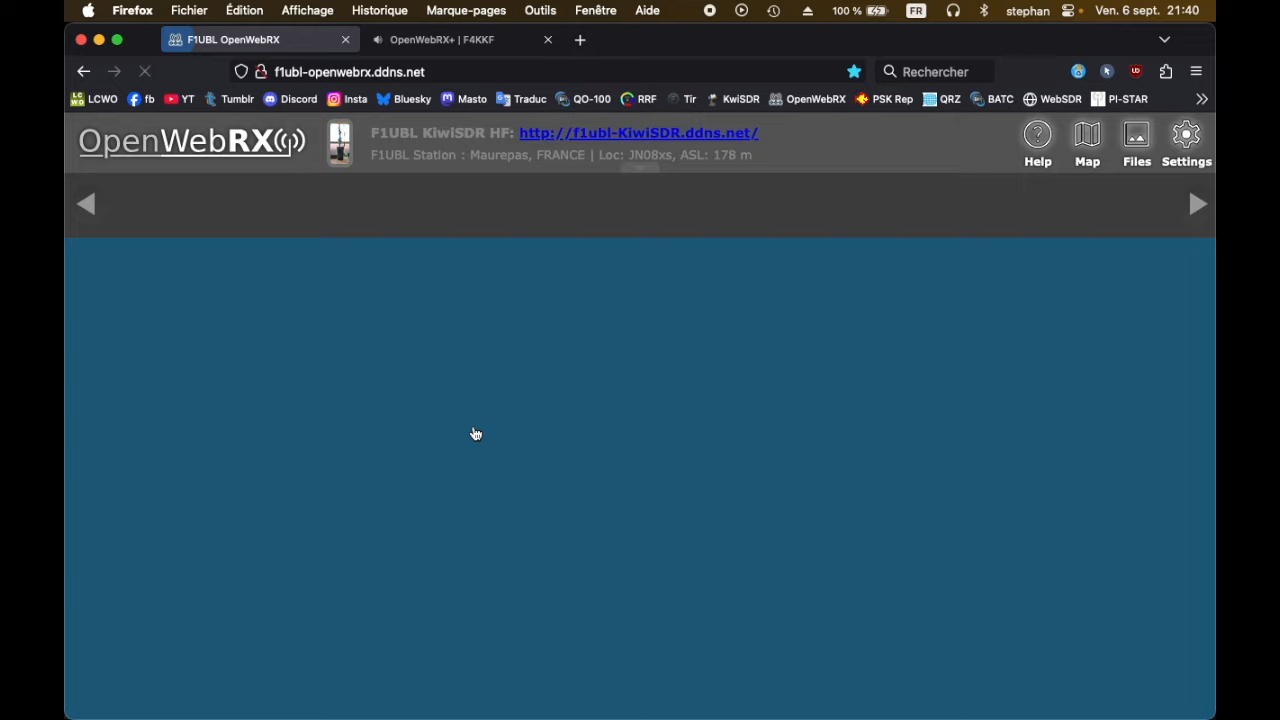 Firefox Fichier Édition Affichage Historique Marque-pages Outils Fenêtre Aide 100 % FR stephan Ven. 6 sept. 21:40
F1UBL OpenWebRX OpenWebRX+ | F4KKF
f1ubl-openwebrx.ddns.net Rechercher
LCWO fb YT Tumblr Discord Insta Bluesky Masto Traduc QO-100 RRF Tir KwiSDR OpenWebRX PSK Rep QRZ BATC WebSDR PI-STAR
OpenWebRX
F1UBL KiwiSDR HF: http://f1ubl-KiwiSDR.ddns.net/
F1UBL Station : Maurepas, FRANCE | Loc: JN08xs, ASL: 178 m
Help Map Files Settings